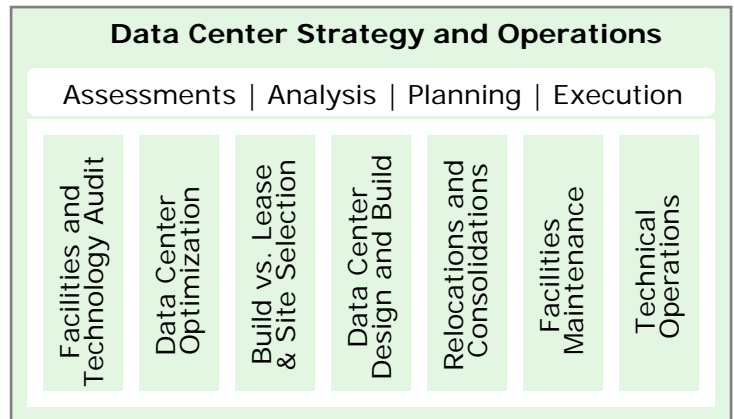 Data Center Strategy and Operations
Assessments | Analysis | Planning | Execution
Facilities and
Technology Audit
Data Center
Optimization
Build vs. Lease
& Site Selection
Data Center
Design and Build
Relocations and
Consolidations
Facilities
Maintenance
Technical
Operations